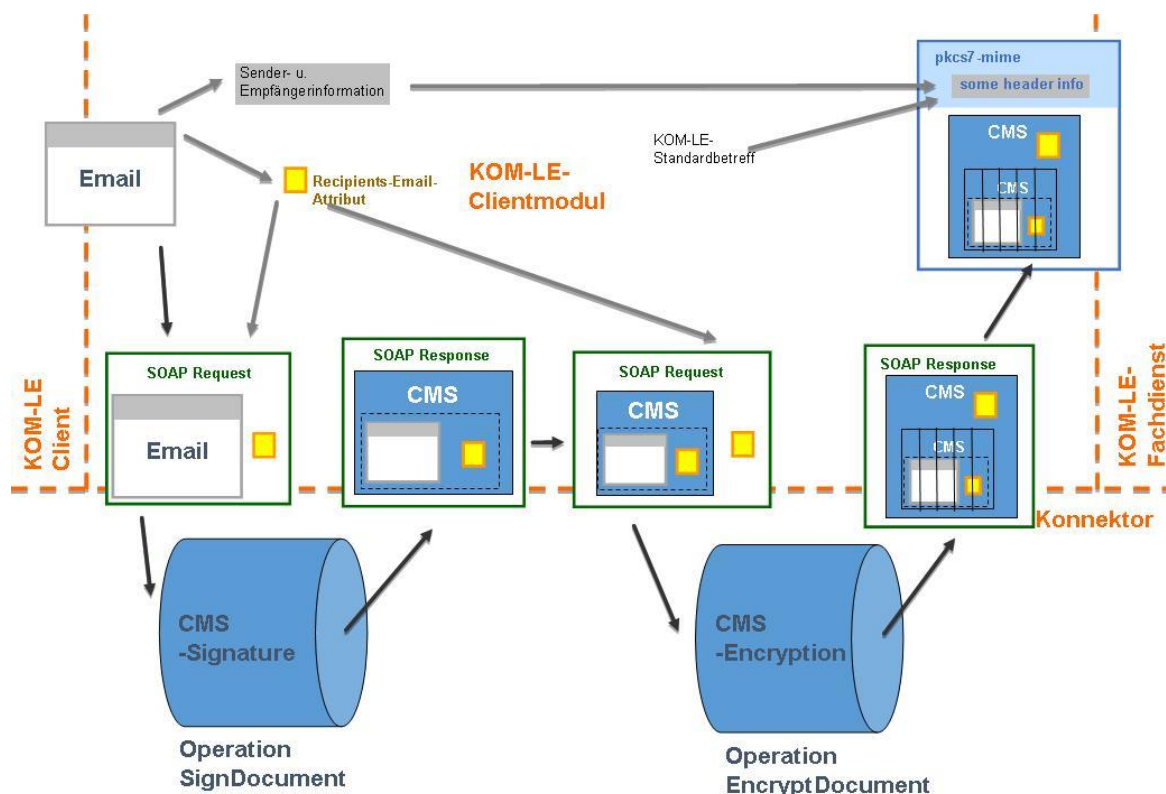 pkcs7-mime
Sender- u.
Empfängerinformation
some header info
Email
KOM-LE-
Standardbetreff
CMS
Recipients-Email-
Attribut
KOM-LE-
Clientmodul
CMS
SOAP Request
Email
SOAP Response
CMS
SOAP Request
CMS
SOAP Response
CMS
CMS
KOM-LE
Client
KOM-LE-
Fachdienst
Konnektor
CMS
-Signature
CMS
-Encryption
Operation
SignDocument
Operation
EncryptDocument